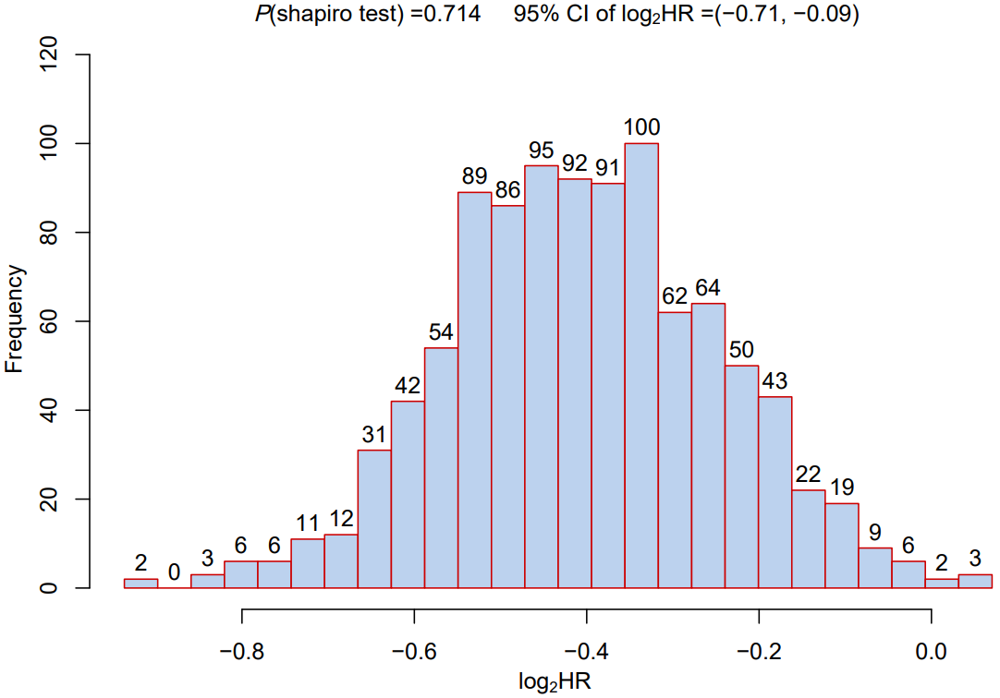 P(shapiro test) =0.714 95% CI of log₂HR =(−0.71, −0.09)
Frequency
120
100
80
60
40
20
0
2 0 3 6 6 11 12 31 42 54 89 86 95 92 91 100 62 64 50 43 22 19 9 6 2 3
−0.8 −0.6 −0.4 −0.2 0.0
log₂HR